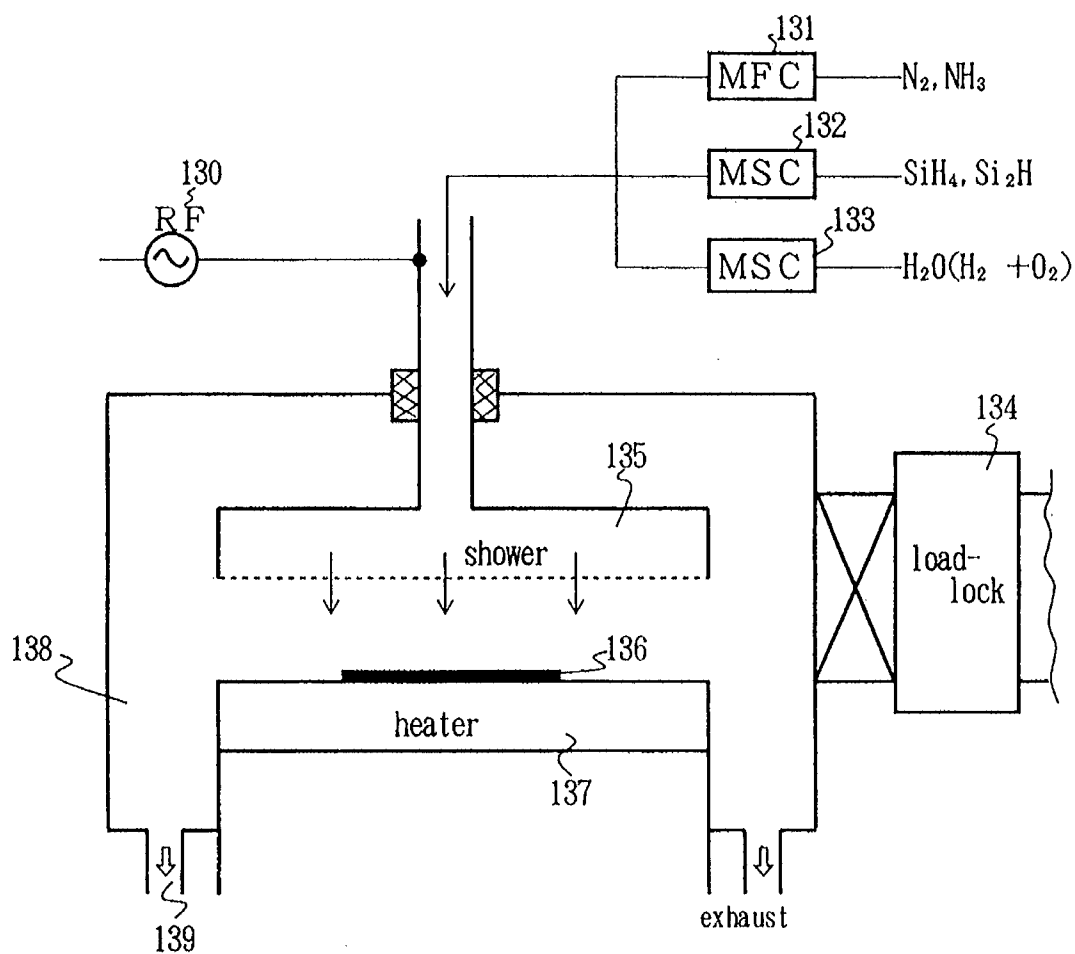 131
MFC
N₂,NH₃
132
MSC
SiH₄,Si₂H
130
RF
133
MSC
H₂O(H₂ +O₂)
134
135
shower
load-
lock
138
136
heater
137
139
exhaust